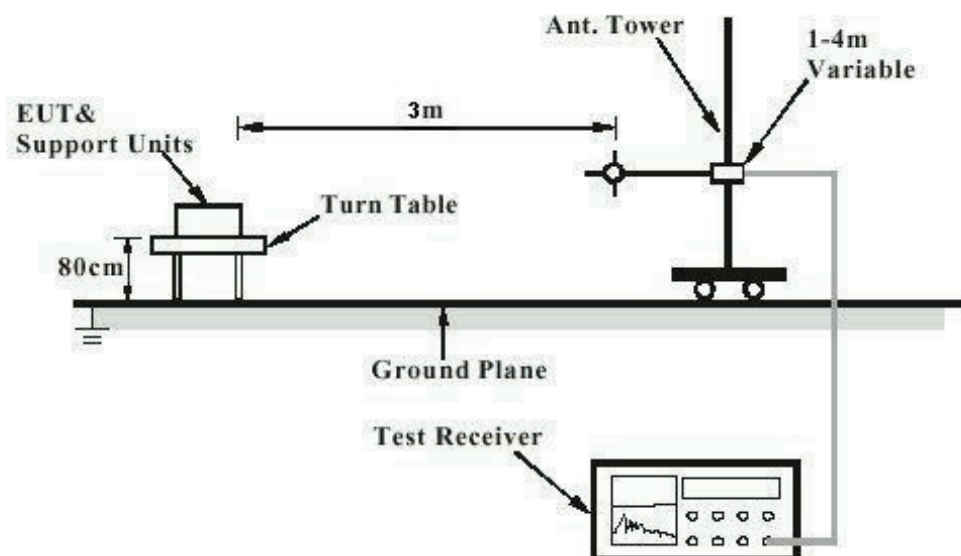 Ant. Tower
1-4m
Variable
EUT&
Support Units
3m
Turn Table
80cm
Ground Plane
Test Receiver